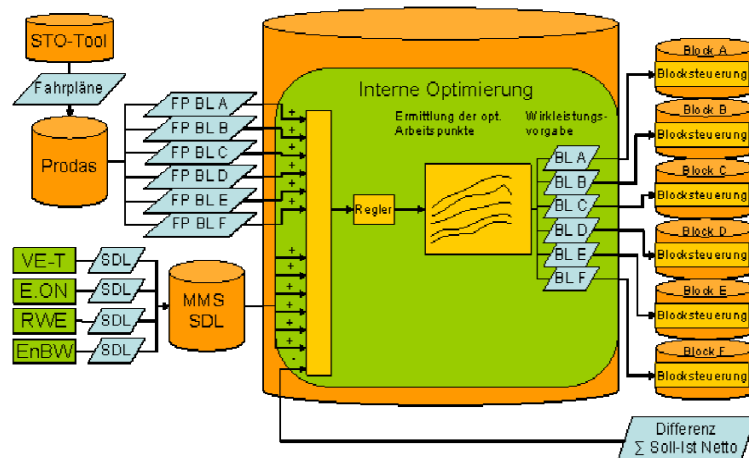 STO-Tool
Fahrpläne
Prodas
FP BL A
FP BL B
FP BL C
FP BL D
FP BL E
FP BL F
VE-T
SDL
E.ON
SDL
RWE
SDL
EnBW
SDL
MMS
SDL
Interne Optimierung
Ermittlung der opt.
Arbeitspunkte
Wirkleistungs-
vorgabe
+
+
+
+
+
+
+
+
+
+
+
+
-
Regler
BL A
BL B
BL C
BL D
BL E
BL F
Block A
Blocksteuerung
Block B
Blocksteuerung
Block C
Blocksteuerung
Block D
Blocksteuerung
Block E
Blocksteuerung
Block F
Blocksteuerung
Differenz
∑ Soll-Ist Netto